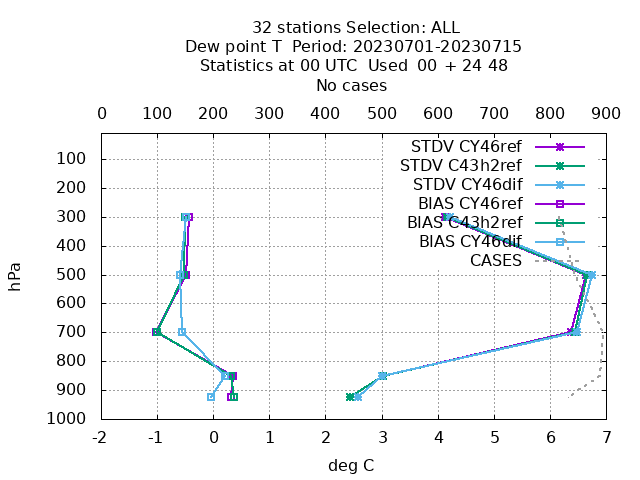 32 stations Selection: ALL
Dew point T  Period: 20230701-20230715
Statistics at 00 UTC  Used  00 + 24 48
No cases
0 100 200 300 400 500 600 700 800 900
STDV CY46ref
STDV C43h2ref
STDV CY46dif
BIAS CY46ref
BIAS C43h2ref
BIAS CY46dif
CASES
hPa
100
200
300
400
500
600
700
800
900
1000
-2 -1 0 1 2 3 4 5 6 7
deg C